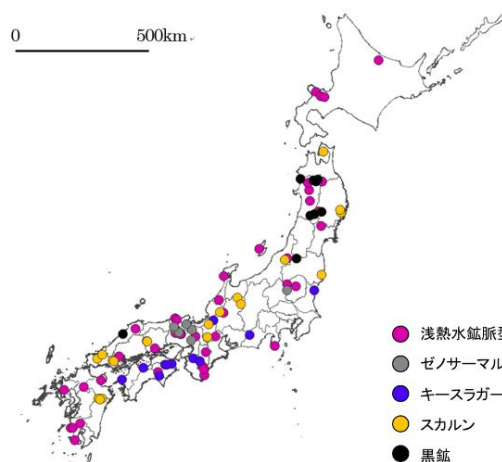 0 500km
浅熱水鉱脈型
ゼノサーマル
キースラガー
スカルン
黒鉱